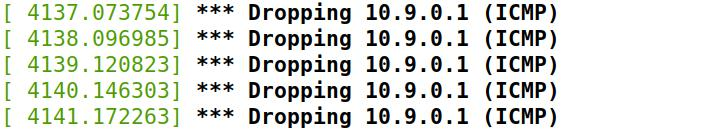 [ 4137.073754] *** Dropping 10.9.0.1 (ICMP)
[ 4138.096985] *** Dropping 10.9.0.1 (ICMP)
[ 4139.120823] *** Dropping 10.9.0.1 (ICMP)
[ 4140.146303] *** Dropping 10.9.0.1 (ICMP)
[ 4141.172263] *** Dropping 10.9.0.1 (ICMP)